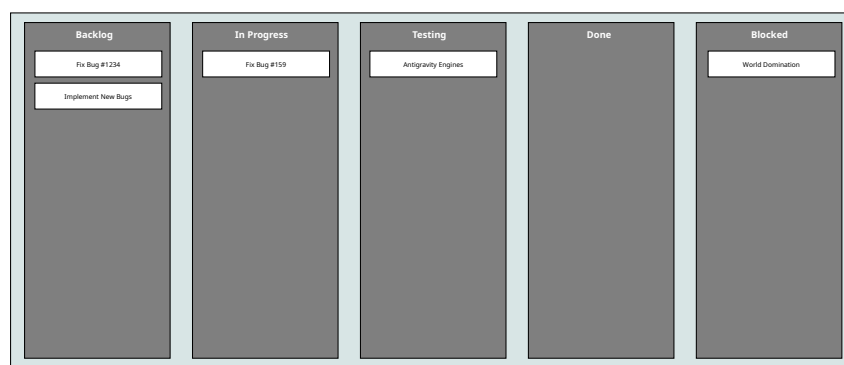 Backlog
Fix Bug #1234
Implement New Bugs
In Progress
Fix Bug #159
Testing
Antigravity Engines
Done
Blocked
World Domination